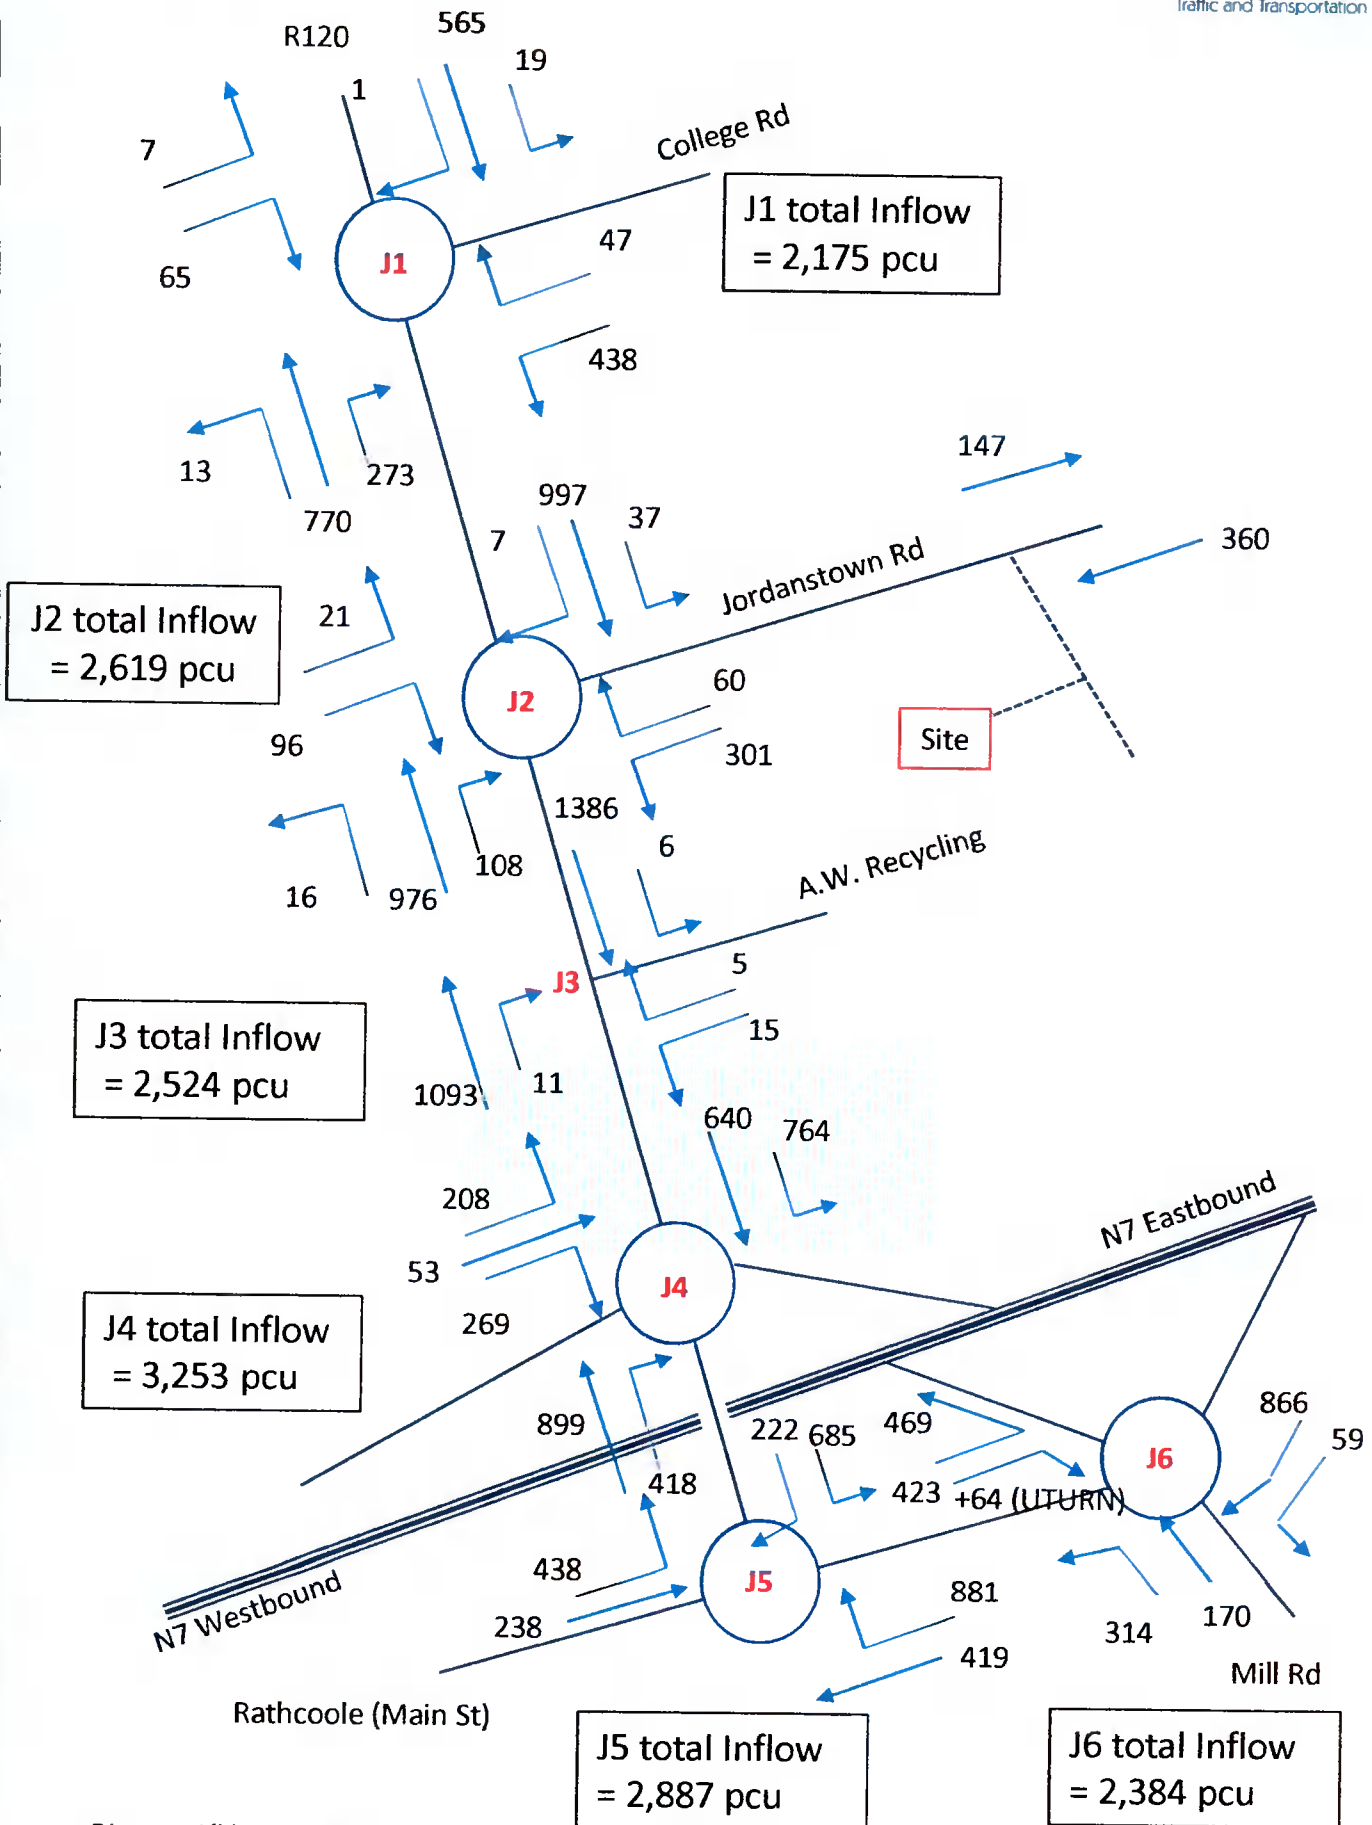 Traffic and Transportation
R120
565
19
1
7
College Rd
J1 total Inflow
= 2,175 pcu
47
65
J1
438
13
273
770
147
997
37
7
360
Jordanstown Rd
J2 total Inflow
= 2,619 pcu
21
60
J2
96
301
Site
1386
6
108
A.W. Recycling
16
976
5
J3
15
J3 total Inflow
= 2,524 pcu
1093
11
640
764
208
N7 Eastbound
53
J4
269
J4 total Inflow
= 3,253 pcu
899
222
685
469
866
59
418
J6
423
+64 (UTURN)
438
J5
881
N7 Westbound
238
419
314
170
Mill Rd
Rathcoole (Main St)
J5 total Inflow
= 2,887 pcu
J6 total Inflow
= 2,384 pcu